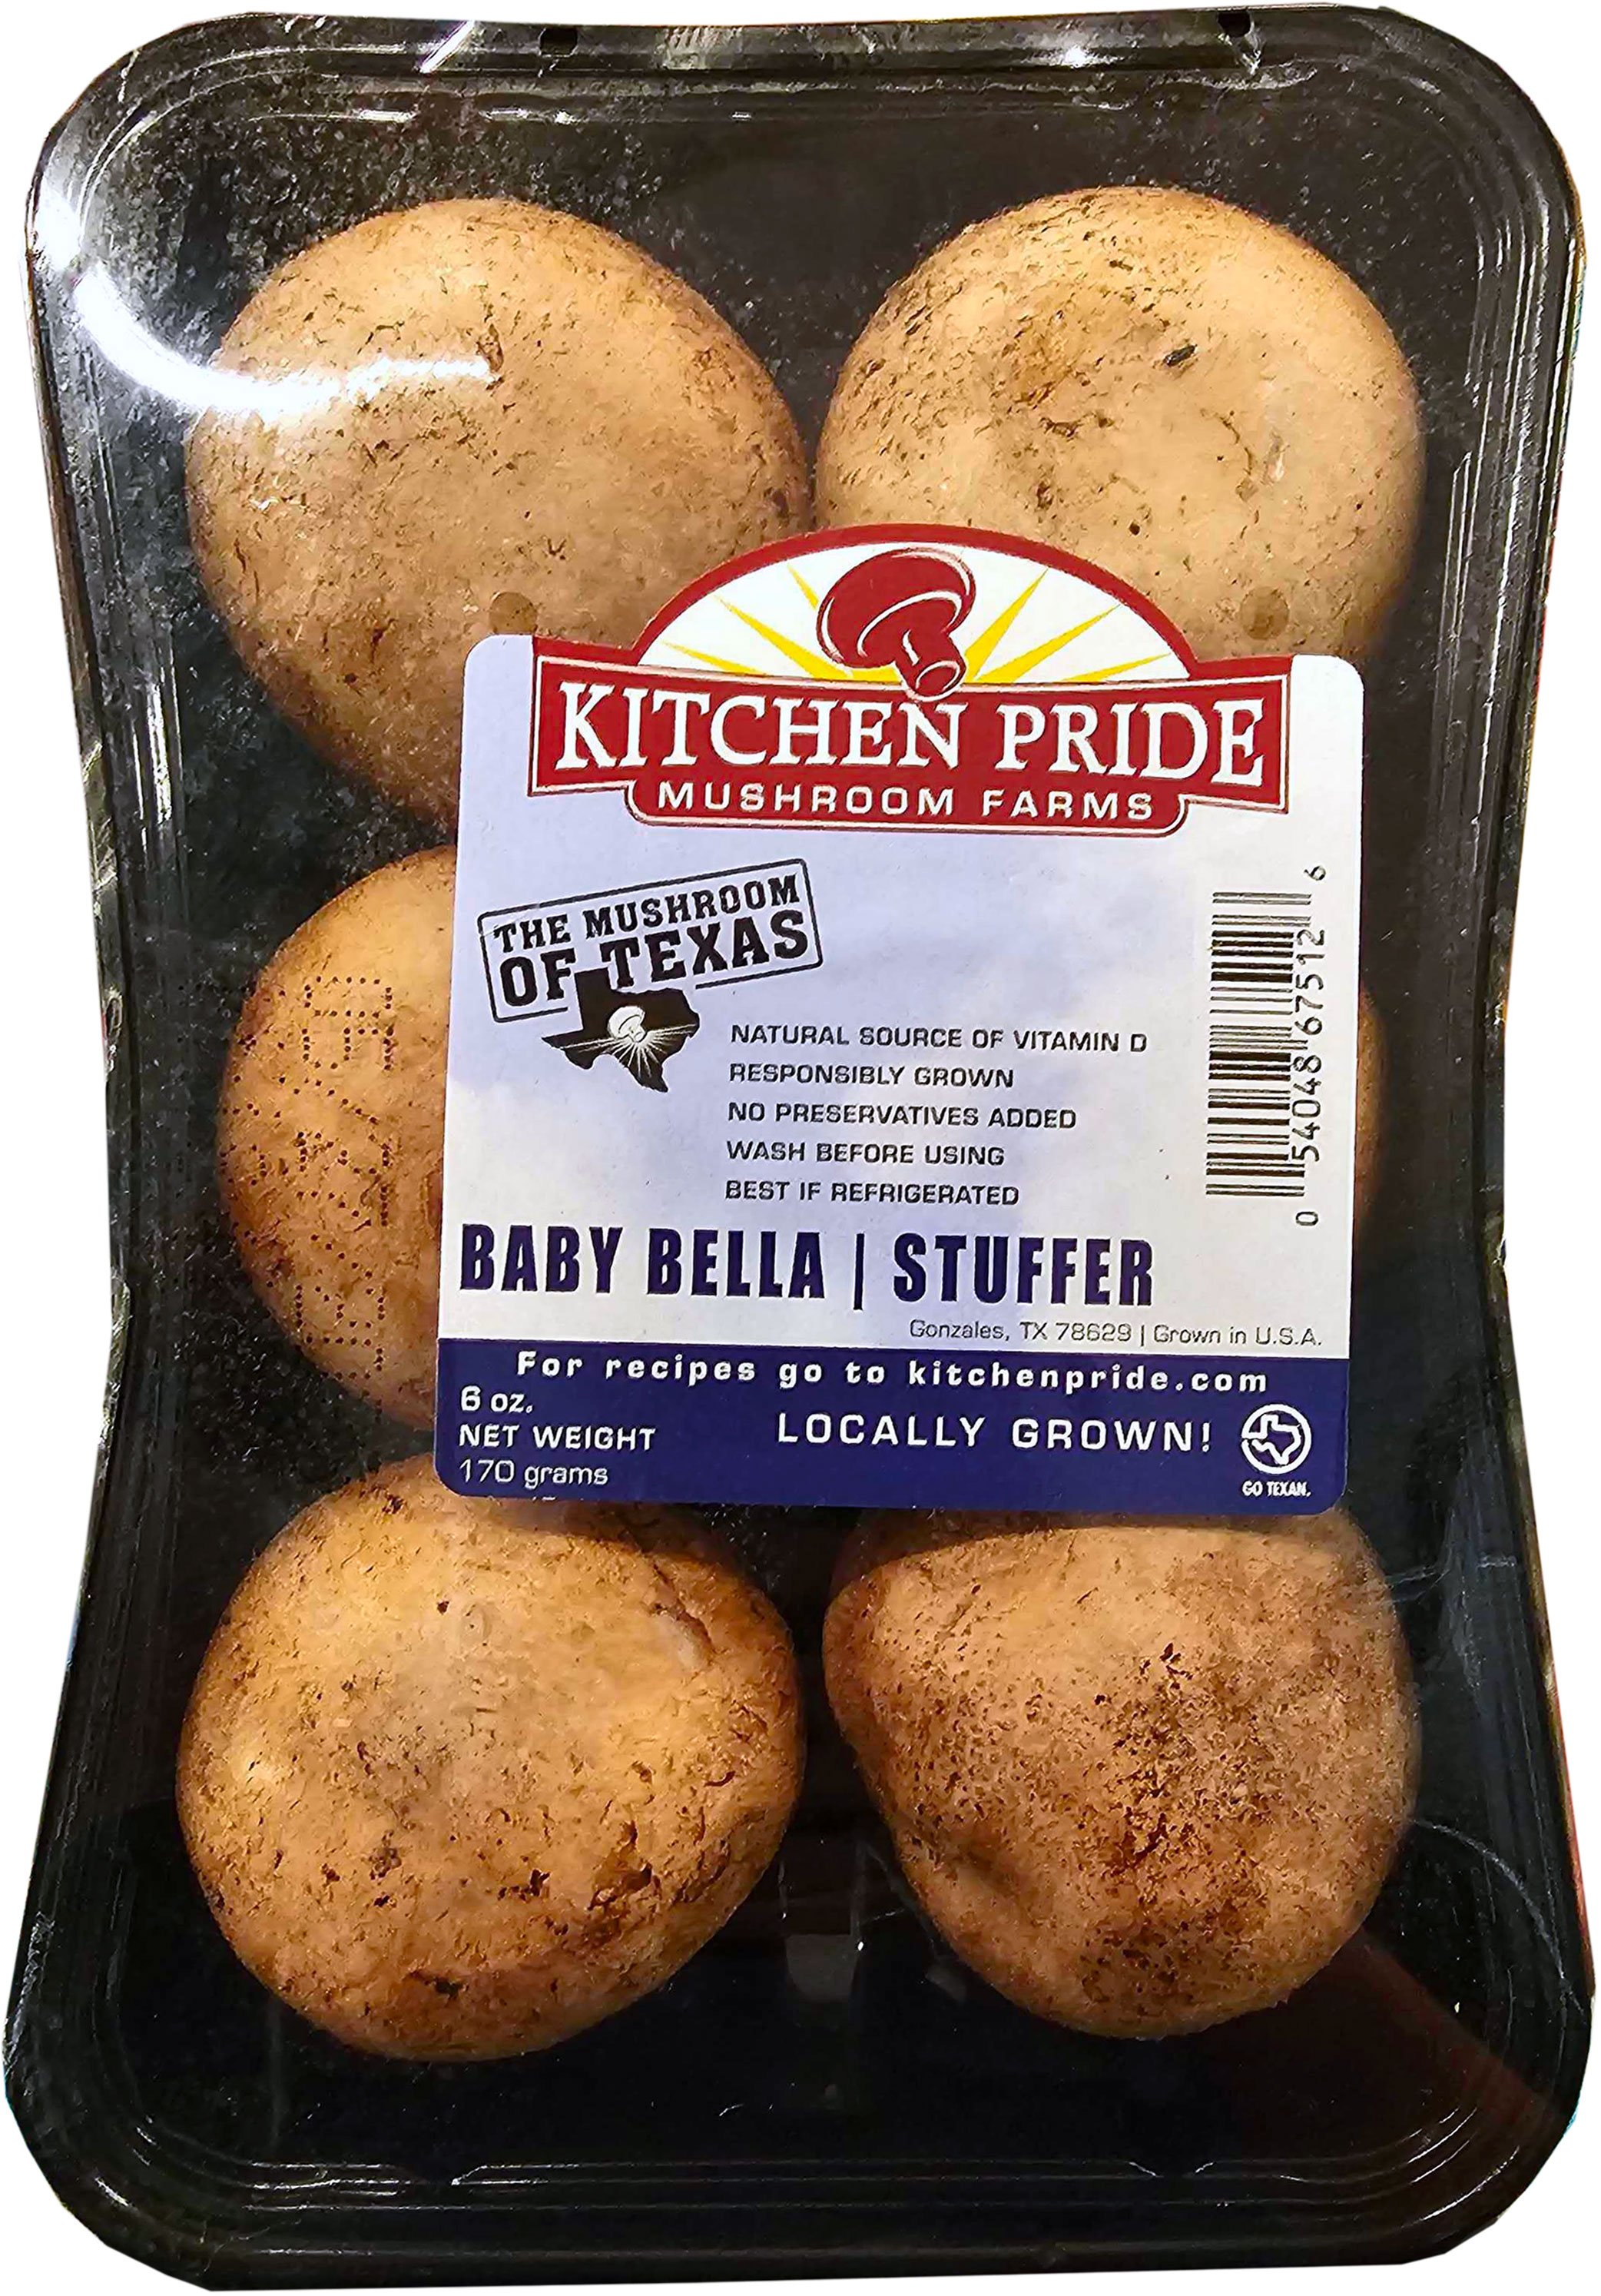 KITCHEN PRIDE
MUSHROOM FARMS
THE MUSHROOM
OF TEXAS
NATURAL SOURCE OF VITAMIN D
RESPONSIBLY GROWN
NO PRESERVATIVES ADDED
WASH BEFORE USING
BEST IF REFRIGERATED
0 54048 67512 6
BABY BELLA | STUFFER
Gonzales, TX 78629 | Grown in U.S.A.
For recipes go to kitchenpride.com
6 oz.
NET WEIGHT
170 grams
LOCALLY GROWN!
GO TEXAN.